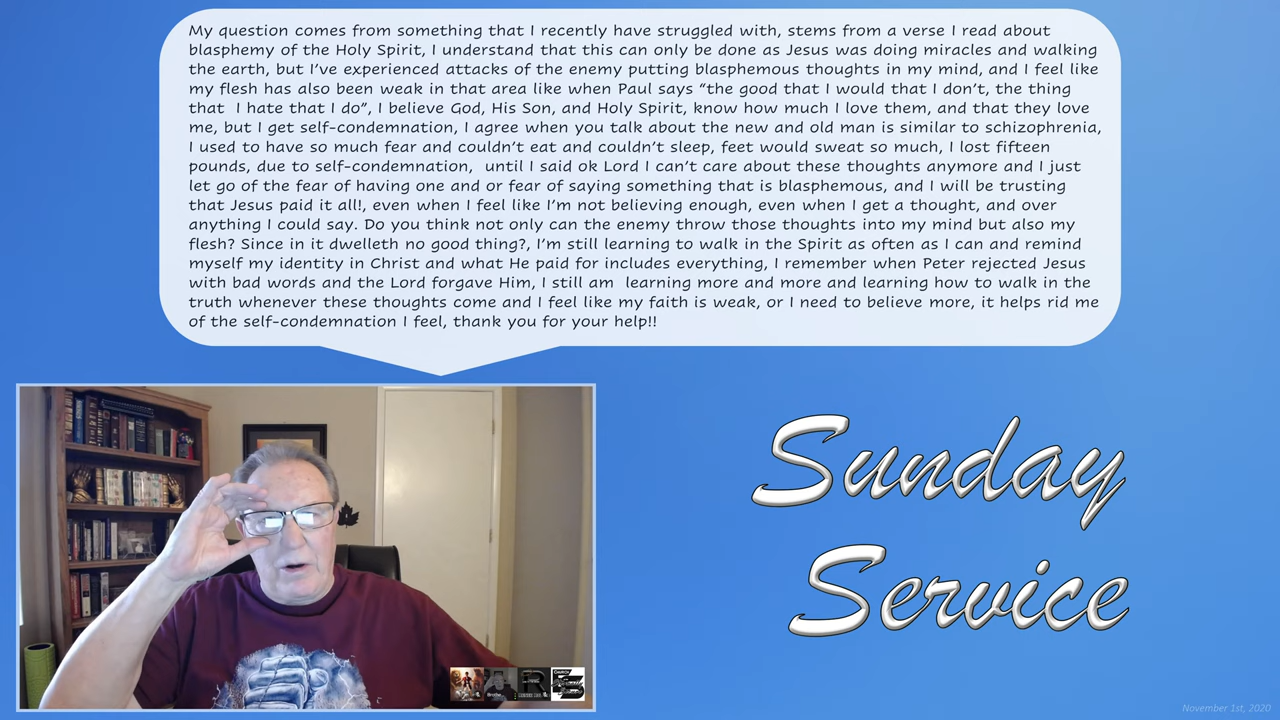 My question comes from something that I recently have struggled with, stems from a verse I read about
blasphemy of the Holy Spirit, I understand that this can only be done as Jesus was doing miracles and walking
the earth, but I've experienced attacks of the enemy putting blasphemous thoughts in my mind, and I feel like
my flesh has also been weak in that area like when Paul says “the good that I would that I don't, the thing
that  I hate that I do”, I believe God, His Son, and Holy Spirit, know how much I love them, and that they love
me, but I get self-condemnation, I agree when you talk about the new and old man is similar to schizophrenia,
I used to have so much fear and couldn't eat and couldn't sleep, feet would sweat so much, I lost fifteen
pounds, due to self-condemnation,  until I said ok Lord I can't care about these thoughts anymore and I just
let go of the fear of having one and or fear of saying something that is blasphemous, and I will be trusting
that Jesus paid it all!, even when I feel like I'm not believing enough, even when I get a thought, and over
anything I could say. Do you think not only can the enemy throw those thoughts into my mind but also my
flesh? Since in it dwelleth no good thing?, I'm still learning to walk in the Spirit as often as I can and remind
myself my identity in Christ and what He paid for includes everything, I remember when Peter rejected Jesus
with bad words and the Lord forgave Him, I still am  learning more and more and learning how to walk in the
truth whenever these thoughts come and I feel like my faith is weak, or I need to believe more, it helps rid me
of the self-condemnation I feel, thank you for your help!!
Sunday
Service
November 1st, 2020